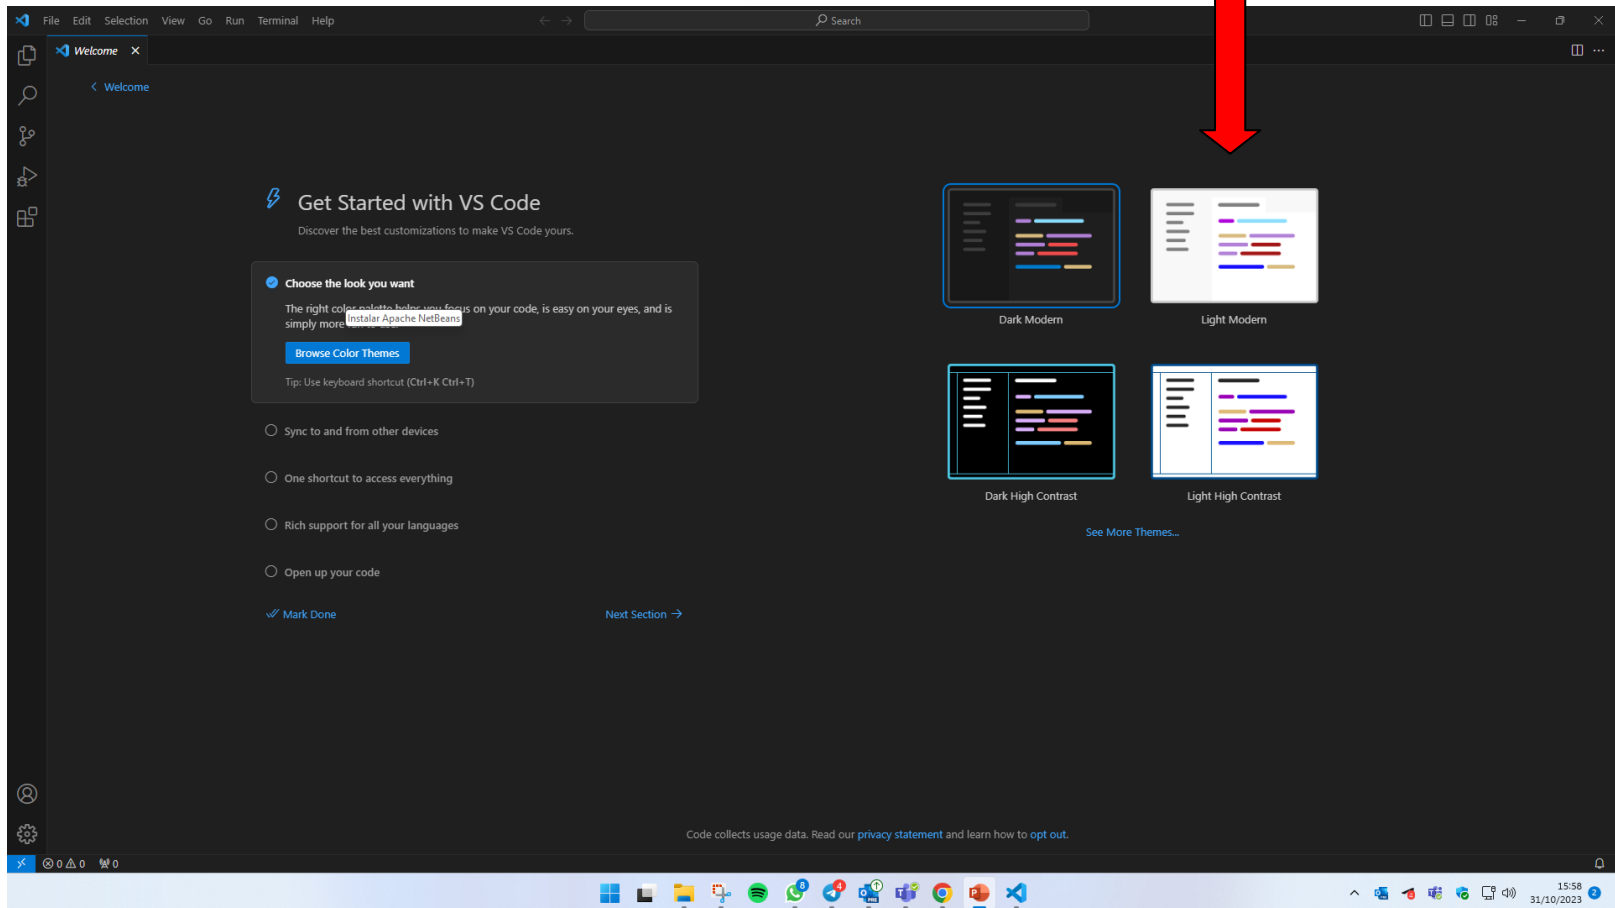 File Edit Selection View Go Run Terminal Help
Search
Welcome
Welcome
Get Started with VS Code
Discover the best customizations to make VS Code yours.
Choose the look you want
The right color palette helps you focus on your code, is easy on your eyes, and is
simply more
Instalar Apache NetBeans
Browse Color Themes
Tip: Use keyboard shortcut (Ctrl+K Ctrl+T)
Sync to and from other devices
One shortcut to access everything
Rich support for all your languages
Open up your code
Mark Done
Next Section →
Dark Modern
Light Modern
Dark High Contrast
Light High Contrast
See More Themes...
Code collects usage data. Read our privacy statement and learn how to opt out.
0 0 0
8
4
15:58
31/10/2023
2